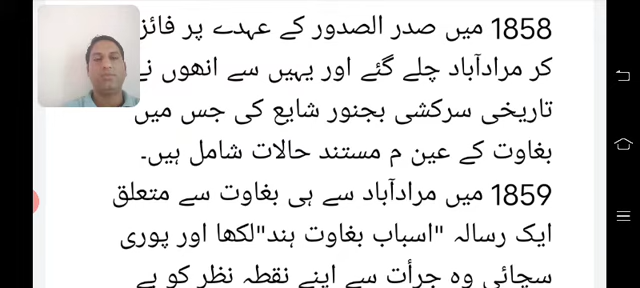 1858 میں صدر الصدور کے عہدے پر فائز
کر مرادآباد چلے گئے اور یہیں سے انھوں نے
تاریخی سرکشی بجنور شایع کی جس میں
بغاوت کے عین م مستند حالات شامل ہیں۔
1859 میں مرادآباد سے ہی بغاوت سے متعلق
ایک رسالہ "اسباب بغاوت ہند"لکھا اور پوری
سچائی وہ جرأت سے اپنے نقطہ نظر کو بے